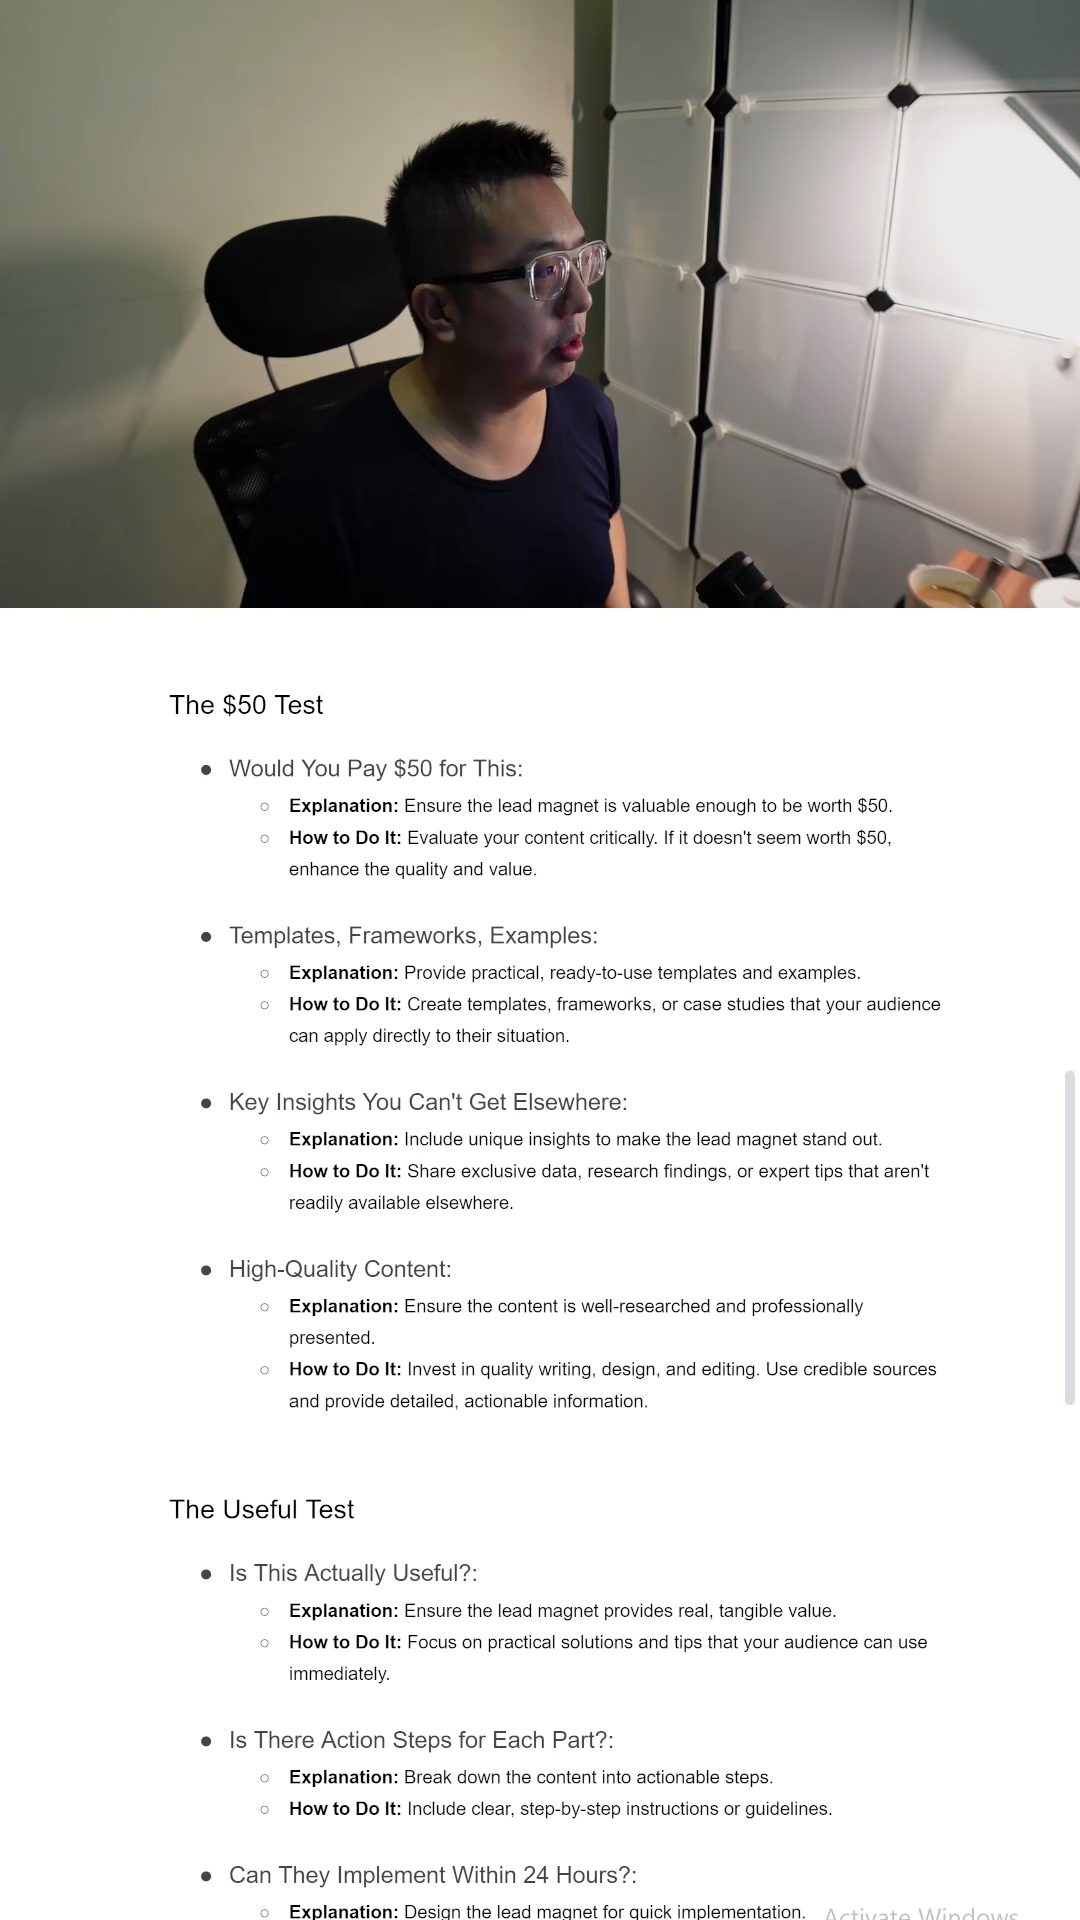 The $50 Test
● Would You Pay $50 for This:
○ Explanation: Ensure the lead magnet is valuable enough to be worth $50.
○ How to Do It: Evaluate your content critically. If it doesn't seem worth $50,
enhance the quality and value.
● Templates, Frameworks, Examples:
○ Explanation: Provide practical, ready-to-use templates and examples.
○ How to Do It: Create templates, frameworks, or case studies that your audience
can apply directly to their situation.
● Key Insights You Can't Get Elsewhere:
○ Explanation: Include unique insights to make the lead magnet stand out.
○ How to Do It: Share exclusive data, research findings, or expert tips that aren't
readily available elsewhere.
● High-Quality Content:
○ Explanation: Ensure the content is well-researched and professionally
presented.
○ How to Do It: Invest in quality writing, design, and editing. Use credible sources
and provide detailed, actionable information.
The Useful Test
● Is This Actually Useful?:
○ Explanation: Ensure the lead magnet provides real, tangible value.
○ How to Do It: Focus on practical solutions and tips that your audience can use
immediately.
● Is There Action Steps for Each Part?:
○ Explanation: Break down the content into actionable steps.
○ How to Do It: Include clear, step-by-step instructions or guidelines.
● Can They Implement Within 24 Hours?:
○ Explanation: Design the lead magnet for quick implementation.
Activate Windows